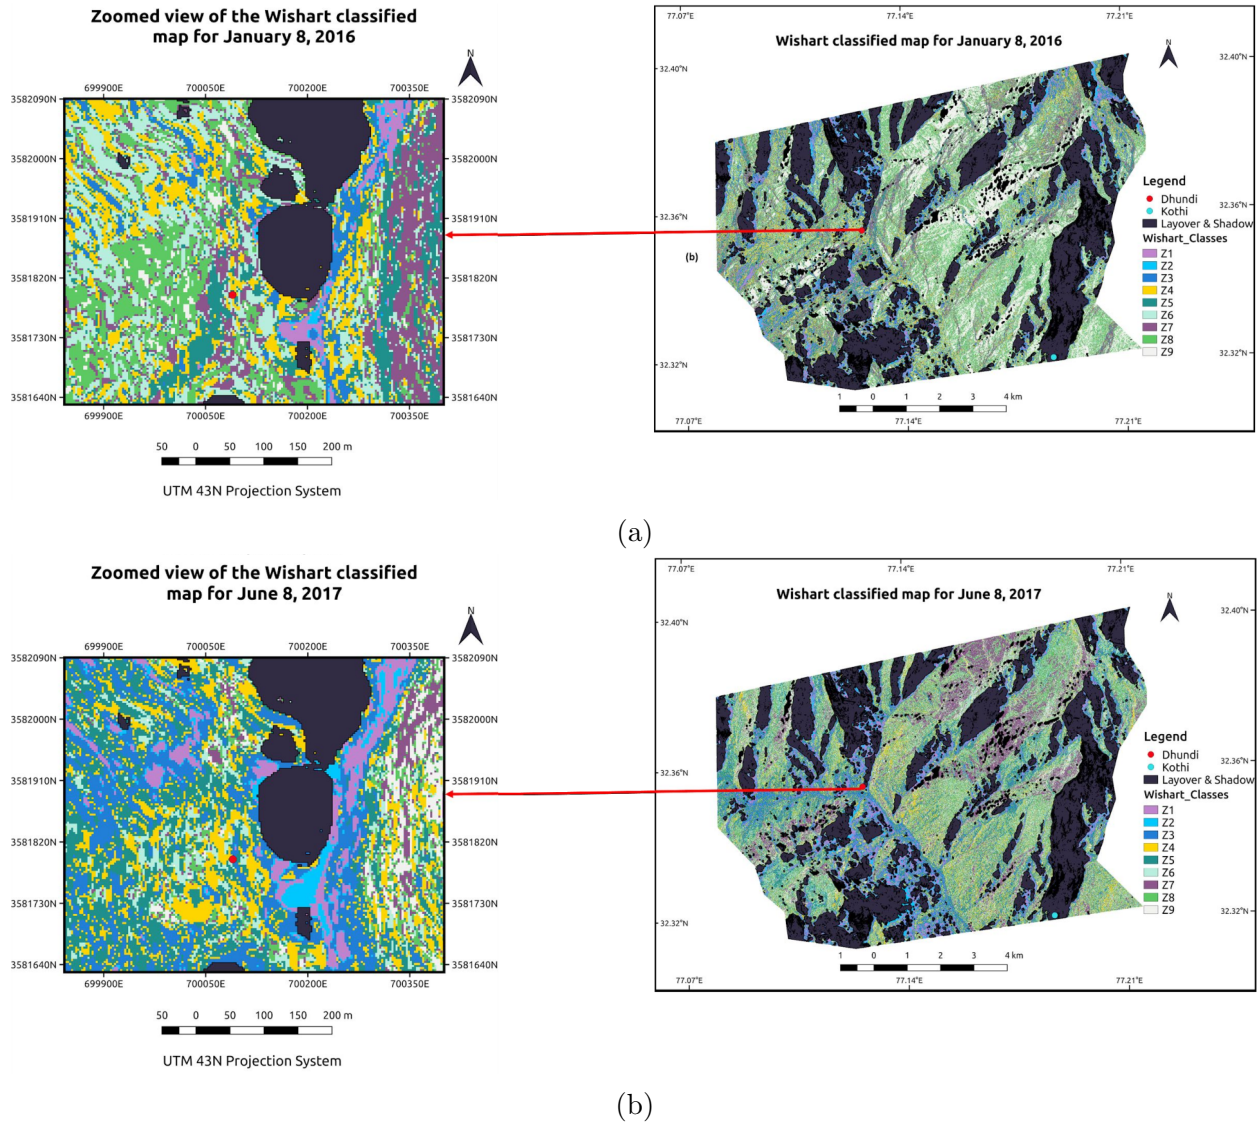 Zoomed view of the Wishart classified
map for January 8, 2016
N
699900E 700050E 700200E 700350E
3582090N 3582090N
3582000N 3582000N
3581910N 3581910N
3581820N 3581820N
3581730N 3581730N
3581640N 3581640N
699900E 700050E 700200E 700350E
50 0 50 100 150 200 m
UTM 43N Projection System
77.07°E 77.14°E 77.21°E
Wishart classified map for January 8, 2016
N
32.40°N 32.40°N
32.36°N 32.36°N
(b)
32.32°N 32.32°N
Legend
Dhundi
Kothi
Layover & Shadow
Wishart_Classes
Z1
Z2
Z3
Z4
Z5
Z6
Z7
Z8
Z9
1 0 1 2 3 4 km
77.07°E 77.14°E 77.21°E
(a)
Zoomed view of the Wishart classified
map for June 8, 2017
N
699900E 700050E 700200E 700350E
3582090N 3582090N
3582000N 3582000N
3581910N 3581910N
3581820N 3581820N
3581730N 3581730N
3581640N 3581640N
699900E 700050E 700200E 700350E
50 0 50 100 150 200 m
UTM 43N Projection System
77.07°E 77.14°E 77.21°E
Wishart classified map for June 8, 2017
N
32.40°N 32.40°N
32.36°N 32.36°N
32.32°N 32.32°N
Legend
Dhundi
Kothi
Layover & Shadow
Wishart_Classes
Z1
Z2
Z3
Z4
Z5
Z6
Z7
Z8
Z9
1 0 1 2 3 4 km
77.07°E 77.14°E 77.21°E
(b)